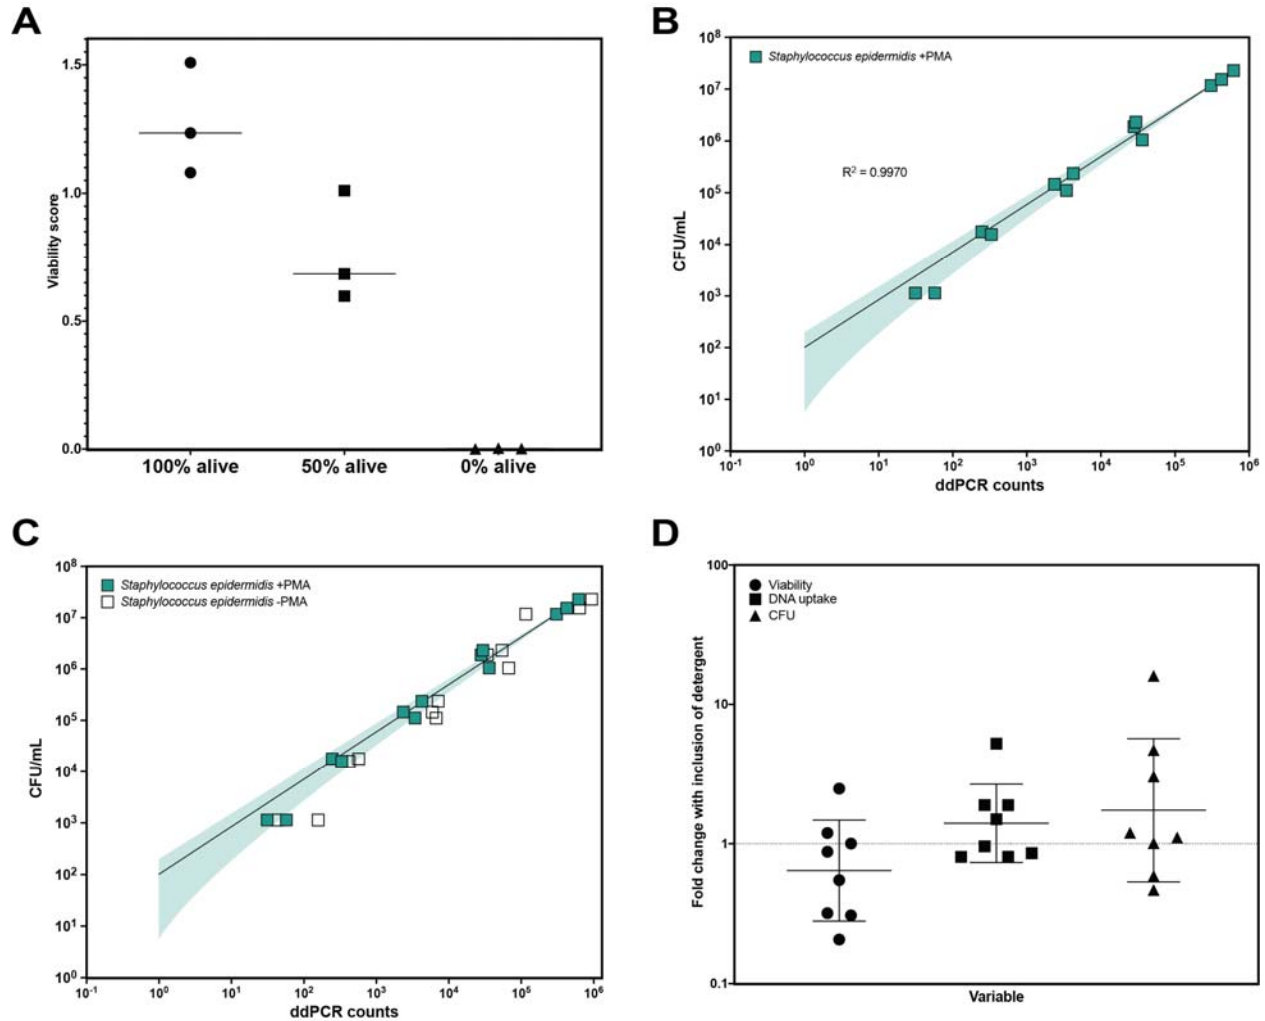 A
Viability score
1.5
1.0
0.5
0.0
100% alive 50% alive 0% alive
B
CFU/mL
10⁸
10⁷
10⁶
10⁵
10⁴
10³
10²
10¹
10⁰
Staphylococcus epidermidis +PMA
R² = 0.9970
10⁻¹ 10⁰ 10¹ 10² 10³ 10⁴ 10⁵ 10⁶
ddPCR counts
C
CFU/mL
10⁸
10⁷
10⁶
10⁵
10⁴
10³
10²
10¹
10⁰
Staphylococcus epidermidis +PMA
Staphylococcus epidermidis -PMA
10⁻¹ 10⁰ 10¹ 10² 10³ 10⁴ 10⁵ 10⁶
ddPCR counts
D
Fold change with inclusion of detergent
100
10
1
0.1
Viability
DNA uptake
CFU
Variable